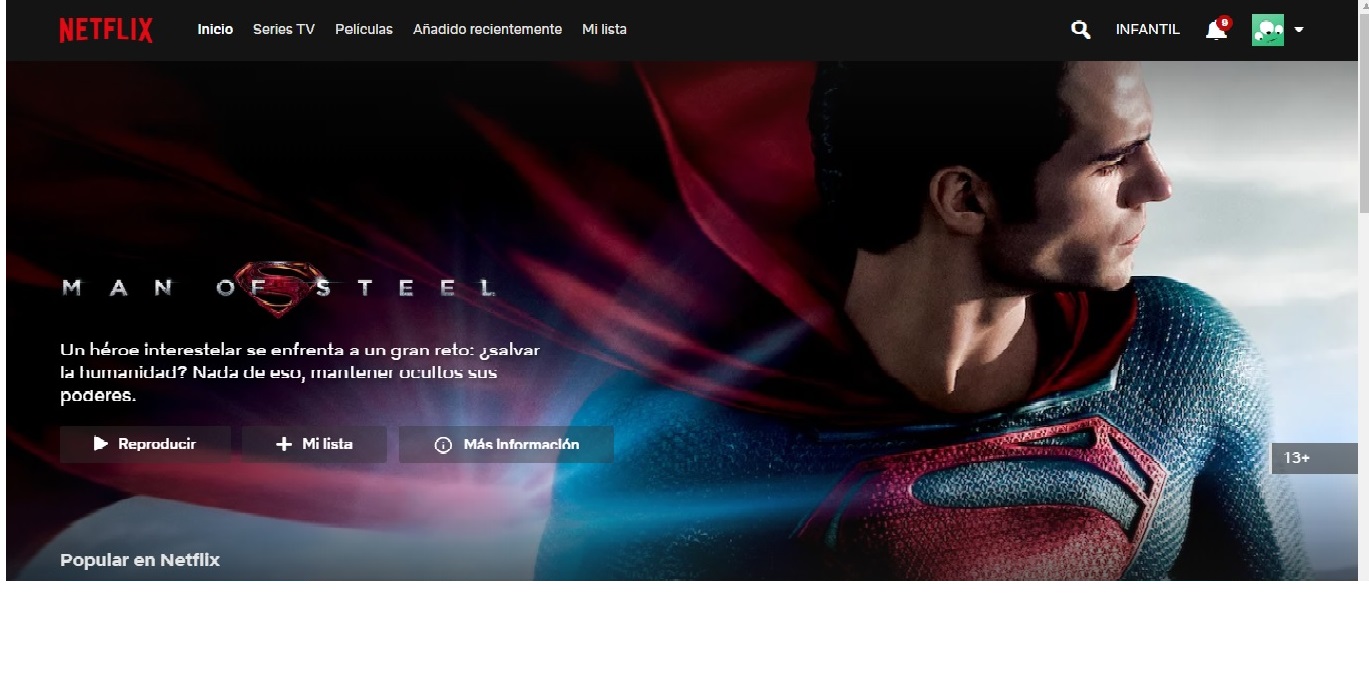 NETFLIX Inicio Series TV Películas Añadido recientemente Mi lista INFANTIL 9
MAN OF STEEL
Un héroe interestelar se enfrenta a un gran reto: ¿salvar
la humanidad? Nada de eso, mantener ocultos sus
poderes.
Reproducir Mi lista Más Información
13+
Popular en Netflix